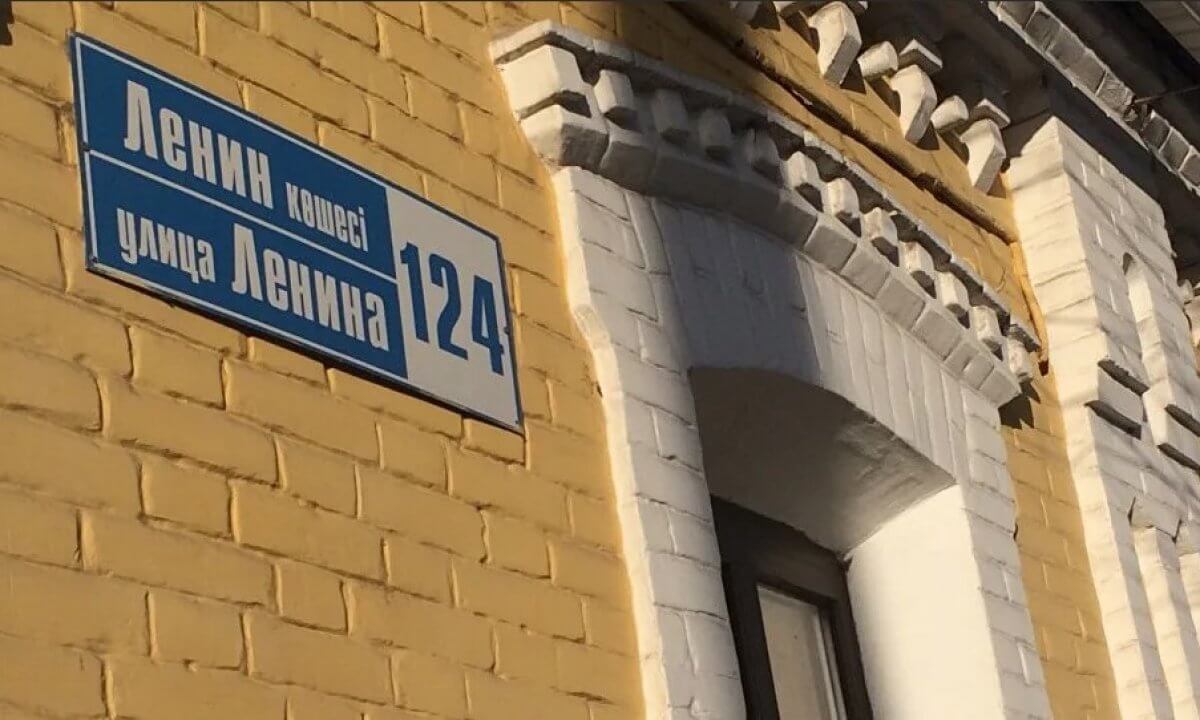 Ленин көшесі
улица Ленина
124